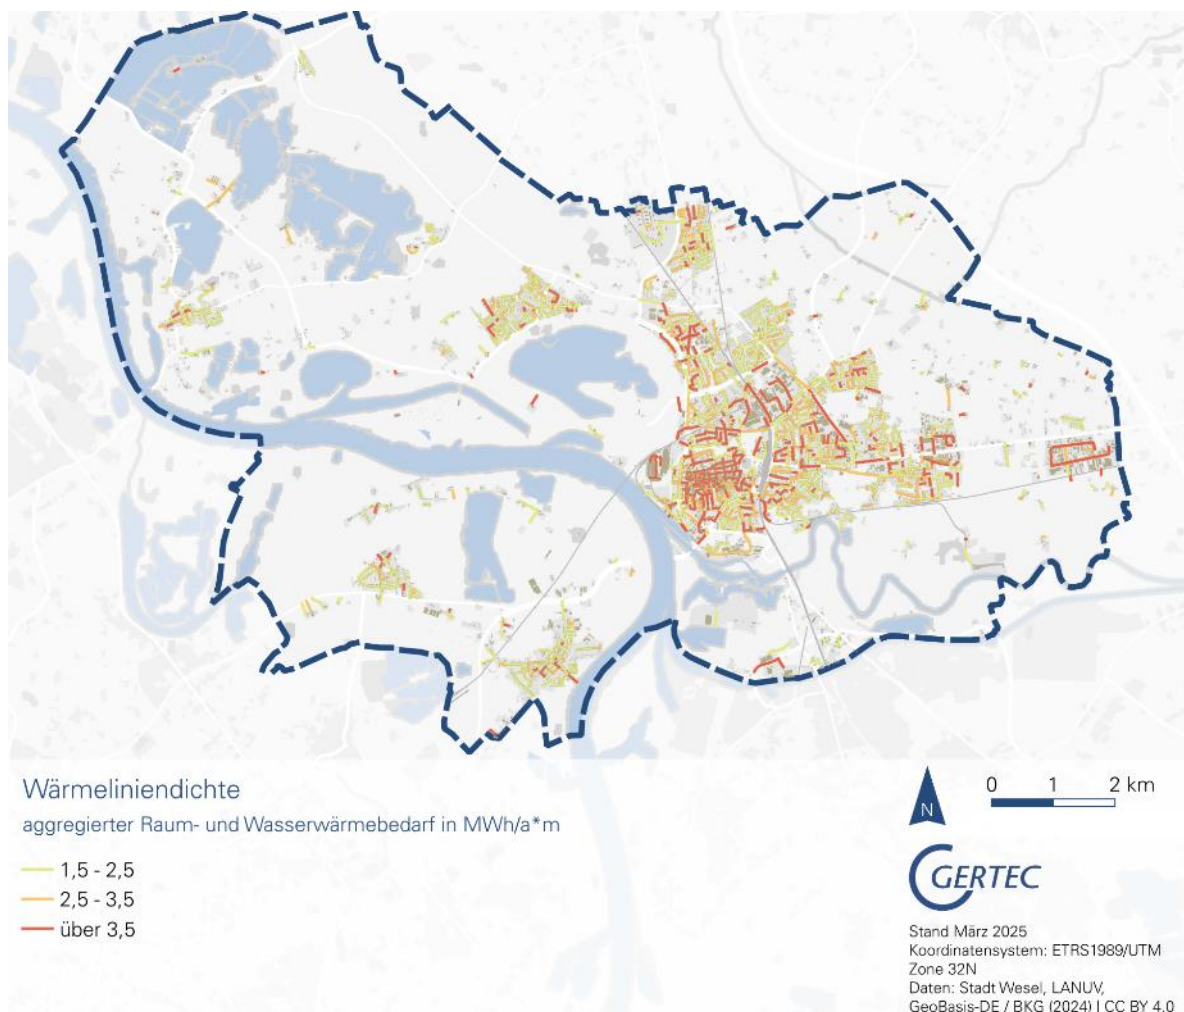 Wärmeliniendichte
aggregierter Raum- und Wasserwärmebedarf in MWh/a*m
1,5 - 2,5
2,5 - 3,5
über 3,5
N
0 1 2 km
GERTEC
Stand März 2025
Koordinatensystem: ETRS1989/UTM
Zone 32N
Daten: Stadt Wesel, LANUV,
GeoBasis-DE / BKG (2024) | CC BY 4.0